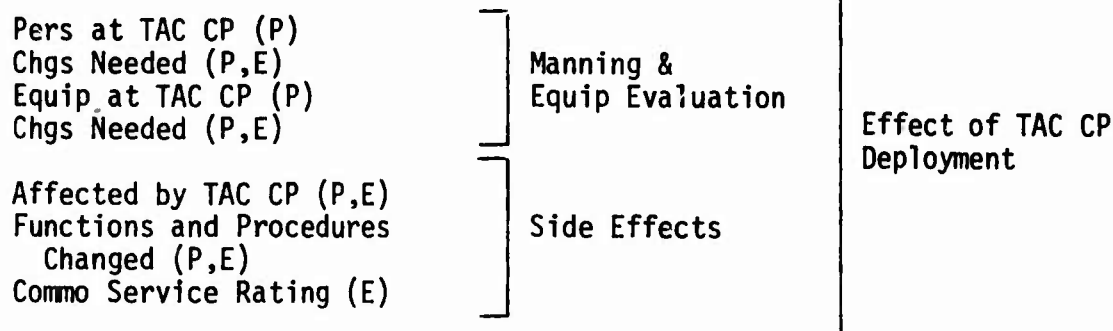 Pers at TAC CP (P)
Chgs Needed (P,E)
Equip at TAC CP (P)
Chgs Needed (P,E)
Manning &
Equip Evaluation
Affected by TAC CP (P,E)
Functions and Procedures
Changed (P,E)
Commo Service Rating (E)
Side Effects
Effect of TAC CP
Deployment